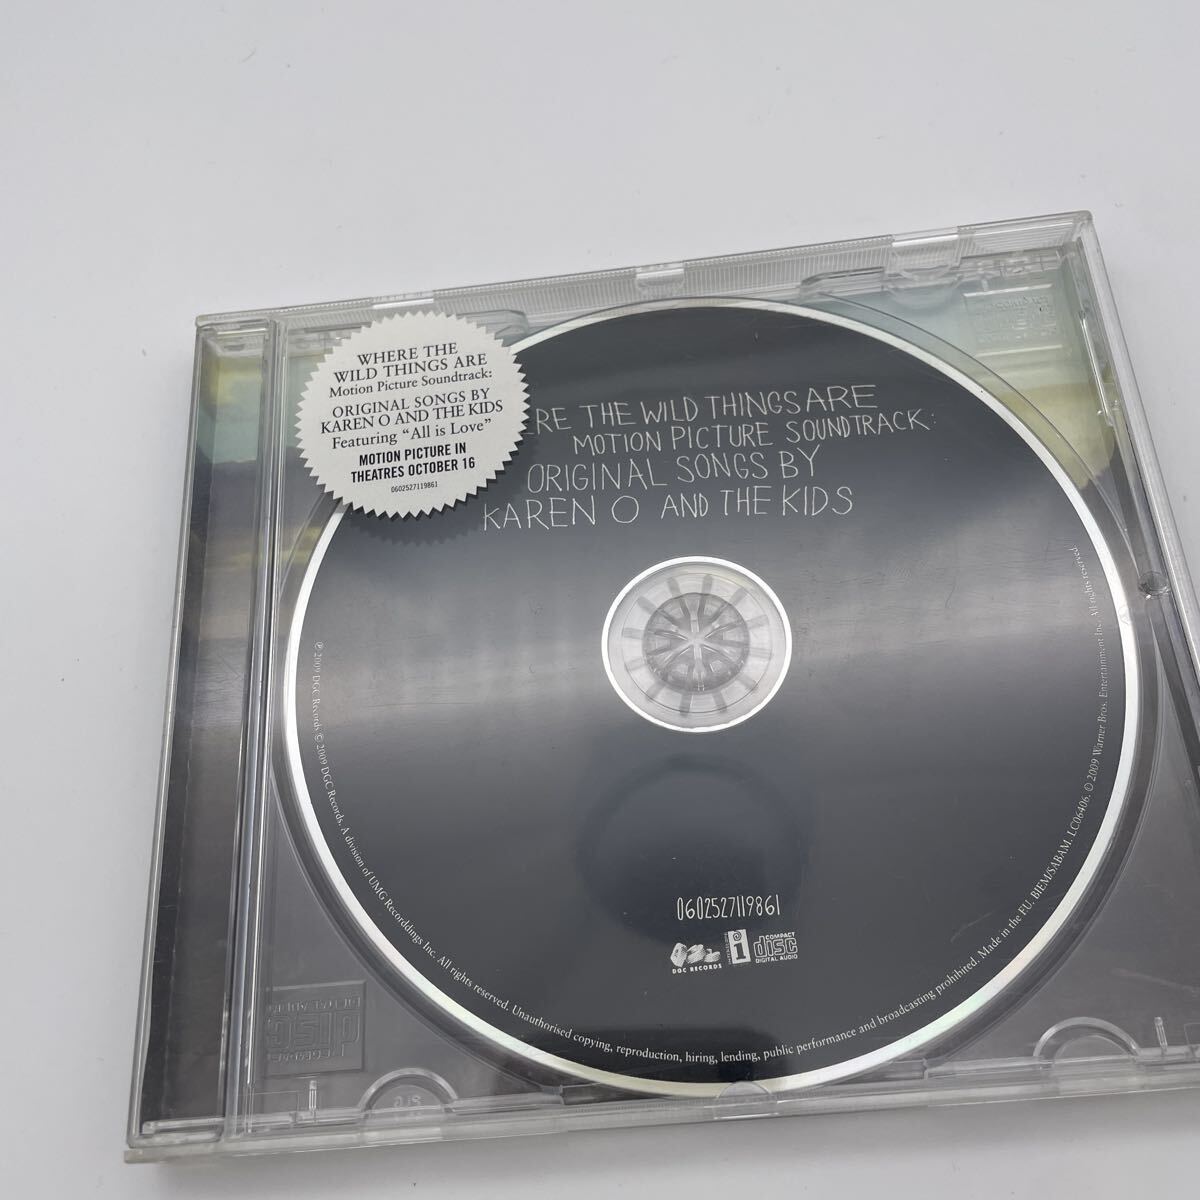 WHERE THE
WILD THINGS ARE
Motion Picture Soundtrack:
ORIGINAL SONGS BY
KAREN O AND THE KIDS
Featuring "All is Love"
MOTION PICTURE IN
THEATRES OCTOBER 16
0602527119861
ERE THE WILD THINGS ARE
MOTION PICTURE SOUNDTRACK:
ORIGINAL SONGS BY
KAREN O AND THE KIDS
0602527119861
DGC RECORDS
i
COMPACT
disc
DIGITAL AUDIO
℗ 2009 DGC Records © 2009 DGC Records. A division of UMG Recorddings Inc. All rights reserved. Unauthorised copying, reproduction, hiring, lending, public performance and broadcasting prohibited. Made in the EU. BIEM/SABAM. LC06406. © 2009 Warner Bros. Entertainment Inc. All rights reserved.